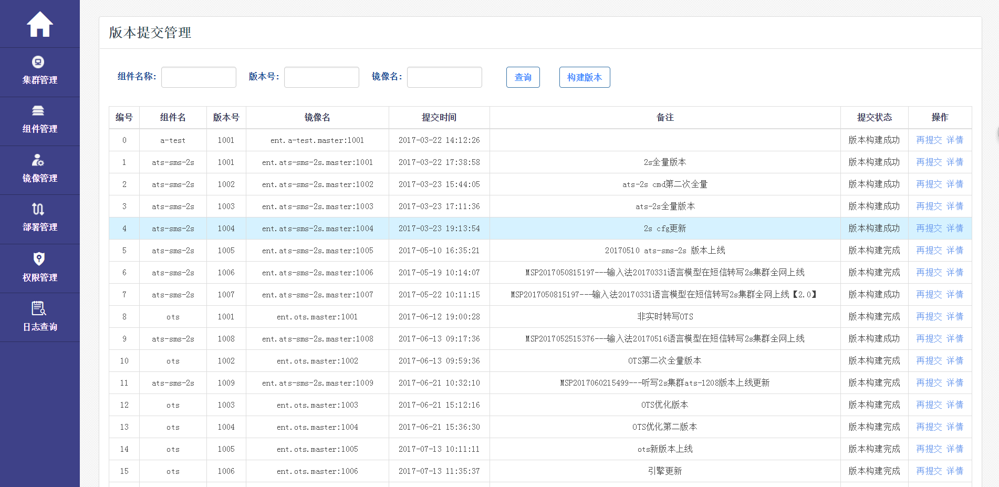 集群管理
组件管理
镜像管理
部署管理
权限管理
日志查询
版本提交管理
组件名称: 版本号: 镜像名: 查询 构建版本
编号 组件名 版本号 镜像名 提交时间 备注 提交状态 操作
0 a-test 1001 ent.a-test.master:1001 2017-03-22 14:12:26 版本构建成功 再提交 详情
1 ats-sms-2s 1001 ent.ats-sms-2s.master:1001 2017-03-22 17:38:58 2s全量版本 版本构建成功 再提交 详情
2 ats-sms-2s 1002 ent.ats-sms-2s.master:1002 2017-03-23 15:44:05 ats-2s cmd第二次全量 版本构建成功 再提交 详情
3 ats-sms-2s 1003 ent.ats-sms-2s.master:1003 2017-03-23 17:11:36 ats-2s全量版本 版本构建成功 再提交 详情
4 ats-sms-2s 1004 ent.ats-sms-2s.master:1004 2017-03-23 19:13:54 2s cfg更新 版本构建成功 再提交 详情
5 ats-sms-2s 1005 ent.ats-sms-2s.master:1005 2017-05-10 16:35:21 20170510 ats-sms-2s 版本上线 版本构建完成 再提交 详情
6 ats-sms-2s 1006 ent.ats-sms-2s.master:1006 2017-05-19 10:14:07 MSP2017050815197---输入法20170331语言模型在短信转写2s集群全网上线 版本构建完成 再提交 详情
7 ats-sms-2s 1007 ent.ats-sms-2s.master:1007 2017-05-22 10:11:15 MSP2017050815197---输入法20170331语言模型在短信转写2s集群全网上线【2.0】 版本构建成功 再提交 详情
8 ots 1001 ent.ots.master:1001 2017-06-12 19:00:28 非实时转写OTS 版本构建完成 再提交 详情
9 ats-sms-2s 1008 ent.ats-sms-2s.master:1008 2017-06-13 09:17:36 MSP2017052515376---输入法20170516语言模型在短信转写2s集群全网上线 版本构建成功 再提交 详情
10 ots 1002 ent.ots.master:1002 2017-06-13 09:59:36 OTS第二次全量版本 版本构建完成 再提交 详情
11 ats-sms-2s 1009 ent.ats-sms-2s.master:1009 2017-06-21 10:32:10 MSP2017060215499---听写2s集群ats-1208版本上线更新 版本构建完成 再提交 详情
12 ots 1003 ent.ots.master:1003 2017-06-21 15:12:16 OTS优化版本 版本构建完成 再提交 详情
13 ots 1004 ent.ots.master:1004 2017-06-21 15:36:30 OTS优化第二版本 版本构建完成 再提交 详情
14 ots 1005 ent.ots.master:1005 2017-07-13 10:11:11 ots新版本上线 版本构建完成 再提交 详情
15 ots 1006 ent.ots.master:1006 2017-07-13 11:35:37 引擎更新 版本构建完成 再提交 详情